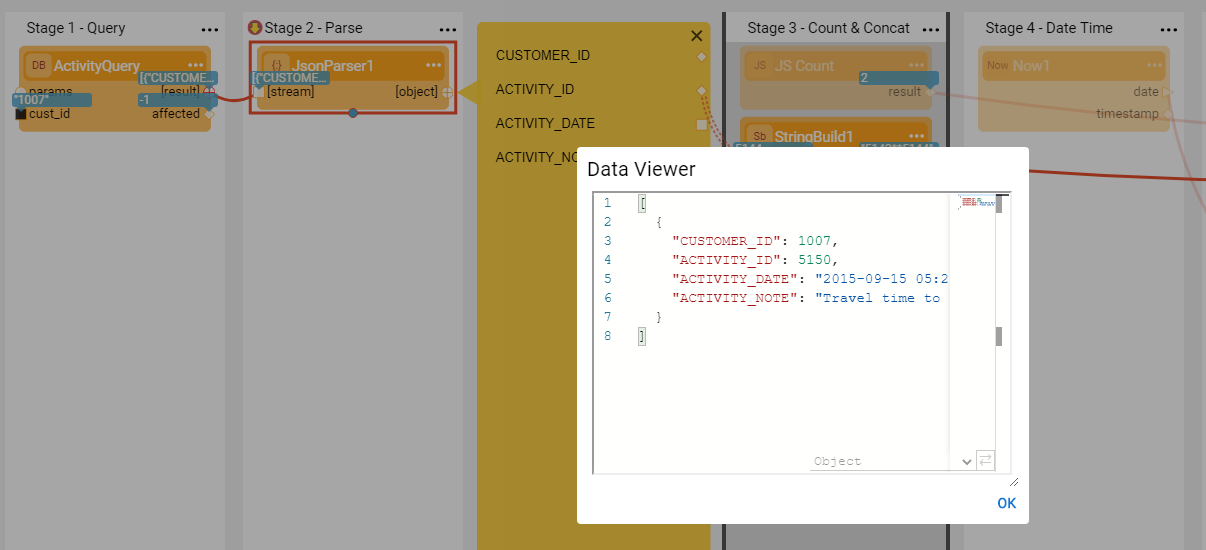 Stage 1 - Query
Stage 2 - Parse
Stage 3 - Count & Concat
Stage 4 - Date Time
DB ActivityQuery
[{"CUSTOME...
params [result]
"1007" -1
cust_id affected
{:} JsonParser1
[{"CUSTOME...
[stream] [object]
CUSTOMER_ID
ACTIVITY_ID
ACTIVITY_DATE
ACTIVITY_NO
JS JS Count
2
result
Sb StringBuild1
Now Now1
date
timestamp
Data Viewer
1 [
2 {
3 "CUSTOMER_ID": 1007,
4 "ACTIVITY_ID": 5150,
5 "ACTIVITY_DATE": "2015-09-15 05:2
6 "ACTIVITY_NOTE": "Travel time to
7 }
8 ]
Object
OK